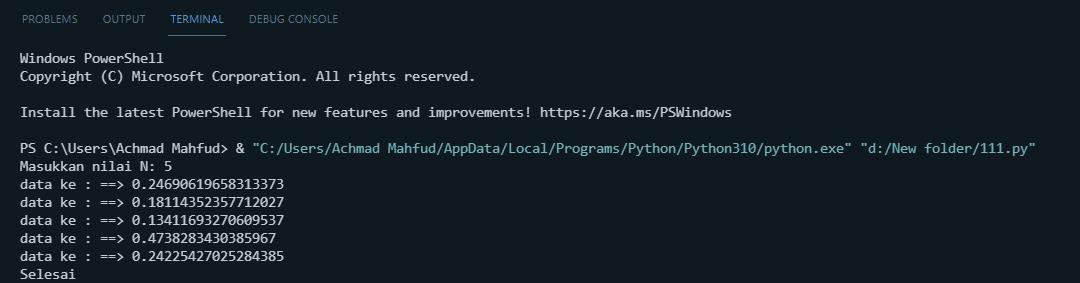 PROBLEMS OUTPUT TERMINAL DEBUG CONSOLE
Windows PowerShell
Copyright (C) Microsoft Corporation. All rights reserved.
Install the latest PowerShell for new features and improvements! https://aka.ms/PSWindows
PS C:\Users\Achmad Mahfud> & "C:/Users/Achmad Mahfud/AppData/Local/Programs/Python/Python310/python.exe" "d:/New folder/111.py"
Masukkan nilai N: 5
data ke : ==> 0.24690619658313373
data ke : ==> 0.18114352357712027
data ke : ==> 0.13411693270609537
data ke : ==> 0.4738283430385967
data ke : ==> 0.24225427025284385
Selesai